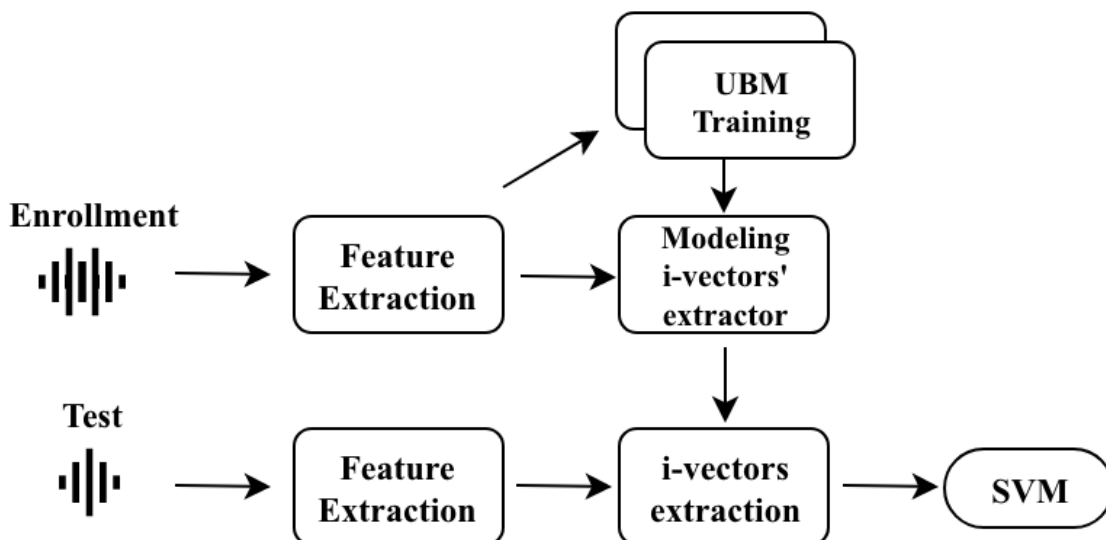 UBM
Training
Enrollment
Feature
Extraction
Modeling
i-vectors'
extractor
Test
Feature
Extraction
i-vectors
extraction
SVM